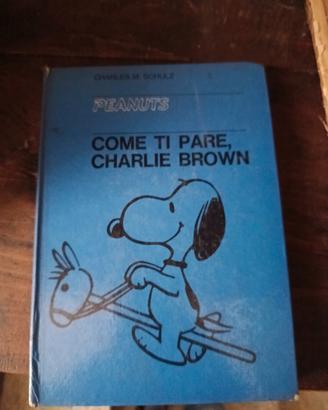 CHARLES M. SCHULZ
PEANUTS
COME TI PARE,
CHARLIE BROWN